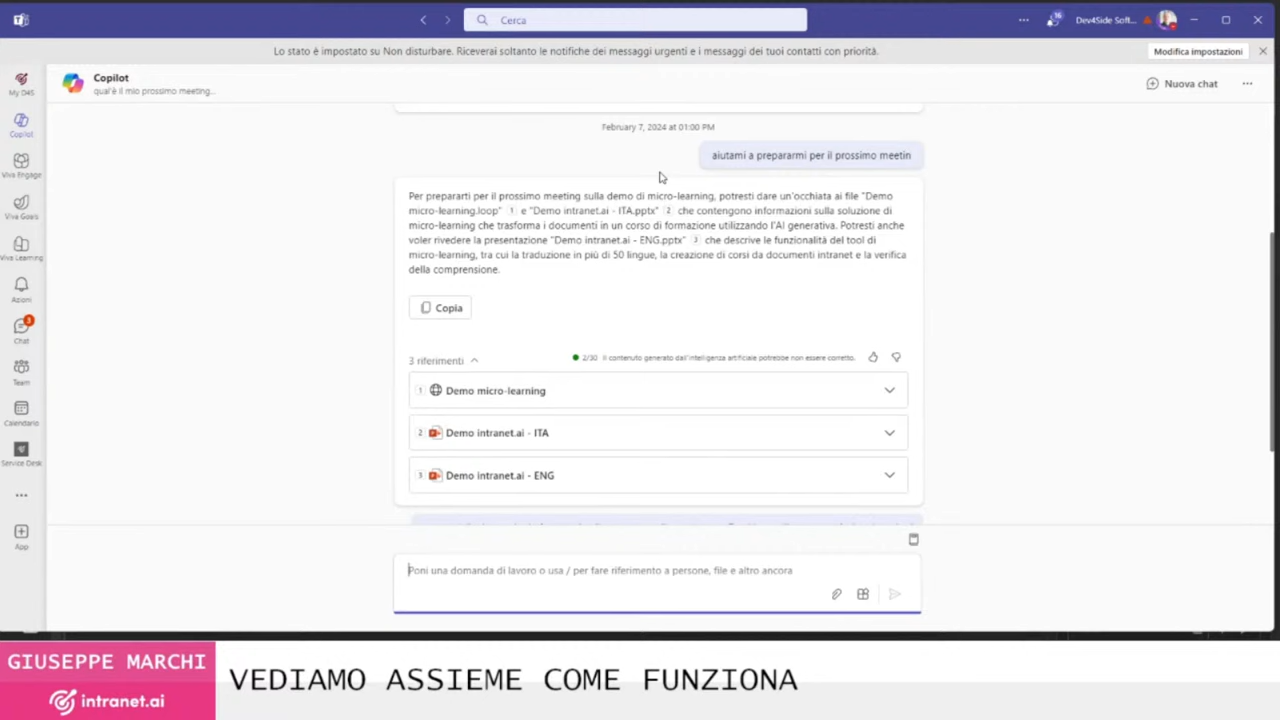 Cerca
16
Dev4Side Soft...
Lo stato è impostato su Non disturbare. Riceverai soltanto le notifiche dei messaggi urgenti e i messaggi dei tuoi contatti con priorità.
Modifica impostazioni
My D4S
Copilot
Viva Engage
Viva Goals
Viva Learning
Azioni
3
Chat
Team
Calendario
Service Desk
App
Copilot
qual'è il mio prossimo meeting...
Nuova chat
February 7, 2024 at 01:00 PM
aiutami a prepararmi per il prossimo meetin
Per prepararti per il prossimo meeting sulla demo di micro-learning, potresti dare un'occhiata ai file "Demo
micro-learning.loop" 1 e "Demo intranet.ai - ITA.pptx" 2 che contengono informazioni sulla soluzione di
micro-learning che trasforma i documenti in un corso di formazione utilizzando l'AI generativa. Potresti anche
voler rivedere la presentazione "Demo intranet.ai - ENG.pptx" 3 che descrive le funzionalità del tool di
micro-learning, tra cui la traduzione in più di 50 lingue, la creazione di corsi da documenti intranet e la verifica
della comprensione.
Copia
3 riferimenti
2/30 Il contenuto generato dall'intelligenza artificiale potrebbe non essere corretto.
1 Demo micro-learning
2 Demo intranet.ai - ITA
3 Demo intranet.ai - ENG
Poni una domanda di lavoro o usa / per fare riferimento a persone, file e altro ancora
GIUSEPPE MARCHI
intranet.ai
VEDIAMO ASSIEME COME FUNZIONA